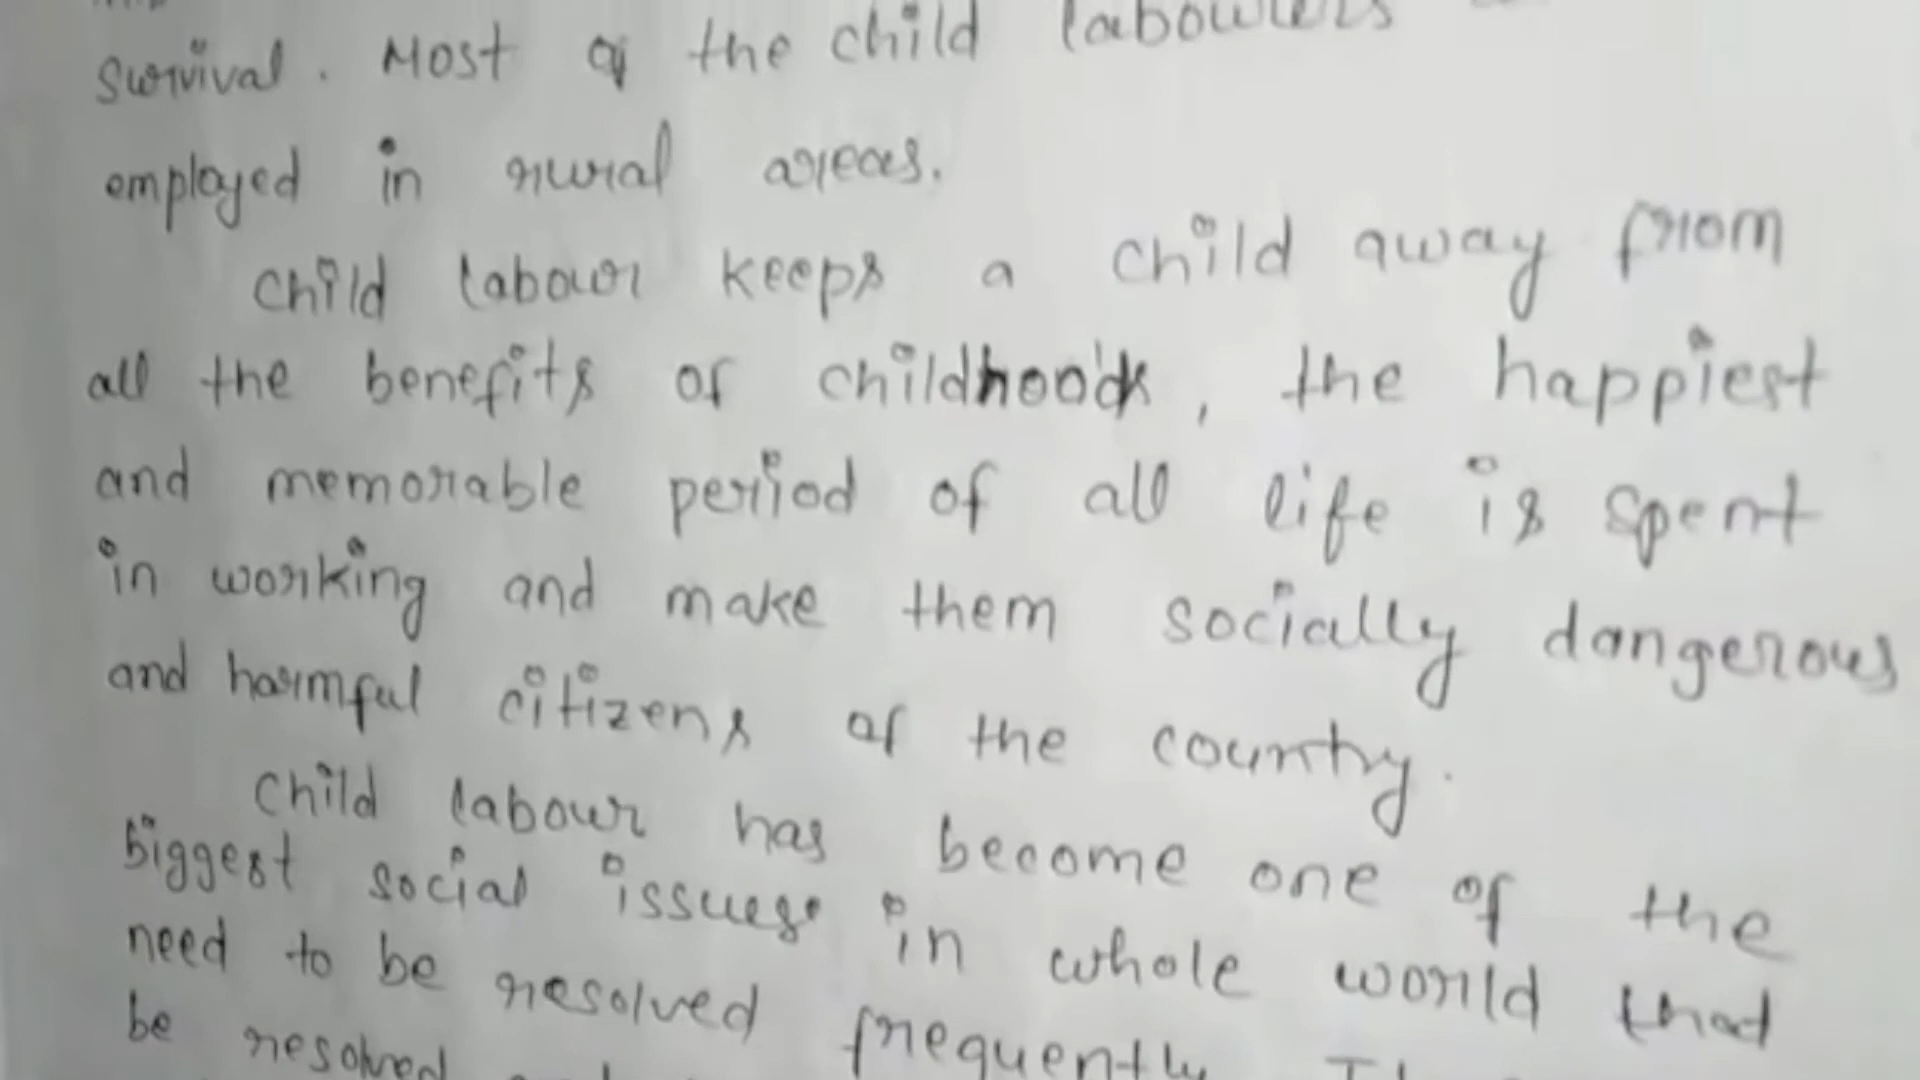 survival. Most of the child labourers
employed in rural areas.
child labour keeps a child away from
all the benefits of childhood, the happiest
and memorable period of all life is spent
in working and make them socially dangerous
and harmful citizens of the country.
child labour has become one of the
biggest social issues in whole world that
need to be resolved frequently
be resolved